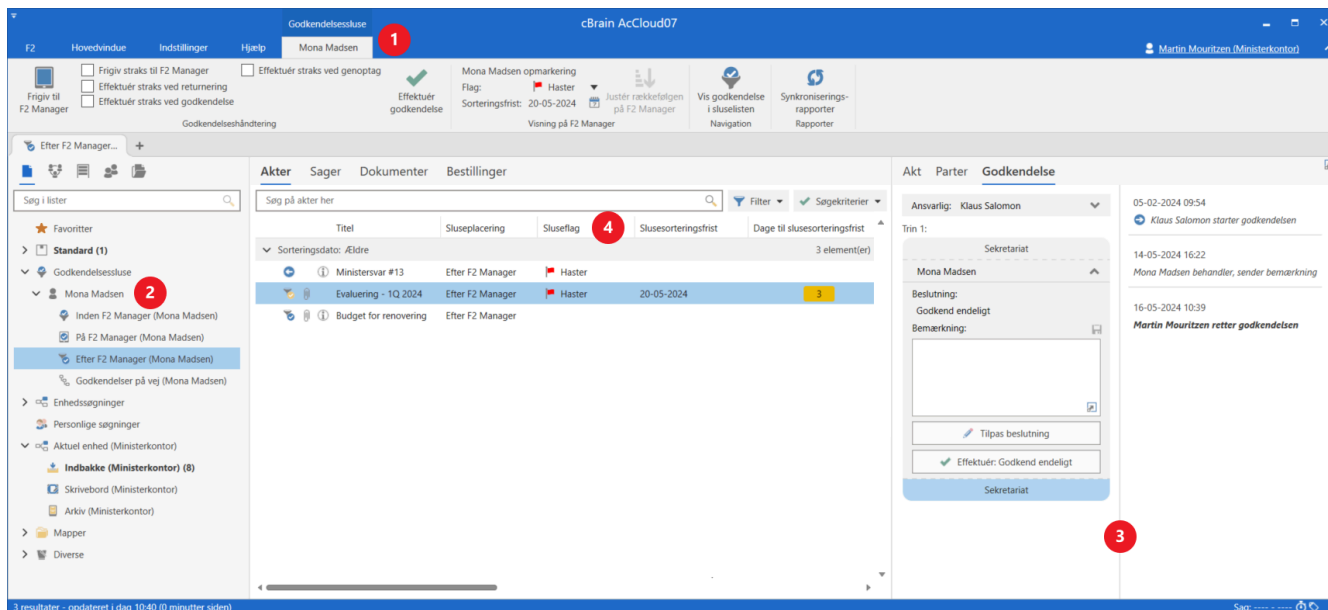 Godkendelsessluse
cBrain AcCloud07
F2 Hovedvindue Indstillinger Hjælp Mona Madsen 1
Martin Mouritzen (Ministerkontor)
Frigiv til
F2 Manager
Frigiv straks til F2 Manager
Effektuér straks ved returnering
Effektuér straks ved godkendelse
Effektuér straks ved genoptag
Effektuér
godkendelse
Godkendelseshåndtering
Mona Madsen opmarkering
Flag: Haster
Sorteringsfrist: 20-05-2024
Justér rækkefølgen
på F2 Manager
Visning på F2 Manager
Vis godkendelse
i sluselisten
Navigation
Synkroniserings-
rapporter
Rapporter
Efter F2 Manager... +
Søg i lister
Favoritter
Standard (1)
Godkendelsessluse
Mona Madsen 2
Inden F2 Manager (Mona Madsen)
På F2 Manager (Mona Madsen)
Efter F2 Manager (Mona Madsen)
Godkendelser på vej (Mona Madsen)
Enhedssøgninger
Personlige søgninger
Aktuel enhed (Ministerkontor)
Indbakke (Ministerkontor) (8)
Skrivebord (Ministerkontor)
Arkiv (Ministerkontor)
Mapper
Diverse
Akter Sager Dokumenter Bestillinger
Søg på akter her
Filter Søgekriterier
Titel Sluseplacering Sluseflag 4 Slusesorteringsfrist Dage til slusesorteringsfrist
Sorteringsdato: Ældre 3 element(er)
Ministersvar #13 Efter F2 Manager Haster
Evaluering - 1Q 2024 Efter F2 Manager Haster 20-05-2024 3
Budget for renovering Efter F2 Manager
Akt Parter Godkendelse
Ansvarlig: Klaus Salomon
Trin 1:
Sekretariat
Mona Madsen
Beslutning:
Godkend endeligt
Bemærkning:
Tilpas beslutning
Effektuér: Godkend endeligt
Sekretariat
3
05-02-2024 09:54
Klaus Salomon starter godkendelsen
14-05-2024 16:22
Mona Madsen behandler, sender bemærkning
16-05-2024 10:39
Martin Mouritzen retter godkendelsen
3 resultater - opdateret i dag 10:40 (0 minutter siden)
Sag: ---- - ----